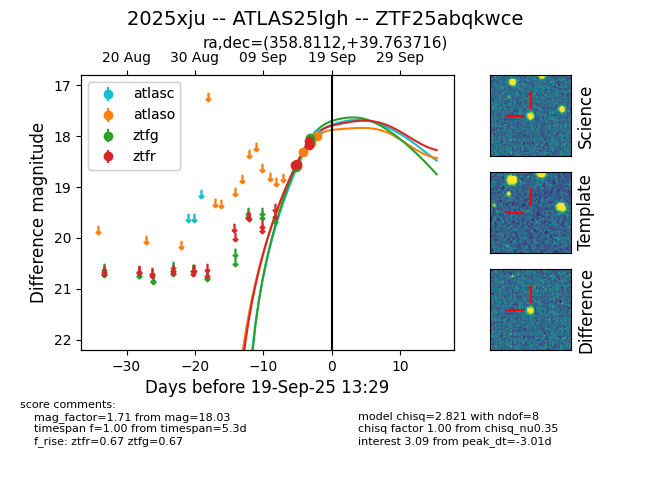 2025xju -- ATLAS25lgh -- ZTF25abqkwce
ra,dec=(358.8112,+39.763716)
20 Aug 30 Aug 09 Sep 19 Sep 29 Sep
17
18
19
20
21
22
Difference magnitude
atlasc
atlaso
ztfg
ztfr
−30 −20 −10 0 10
Days before 19-Sep-25 13:29
Science
Template
Difference
score comments:
mag_factor=1.71 from mag=18.03
timespan f=1.00 from timespan=5.3d
f_rise: ztfr=0.67 ztfg=0.67
model chisq=2.821 with ndof=8
chisq factor 1.00 from chisq_nu0.35
interest 3.09 from peak_dt=-3.01d